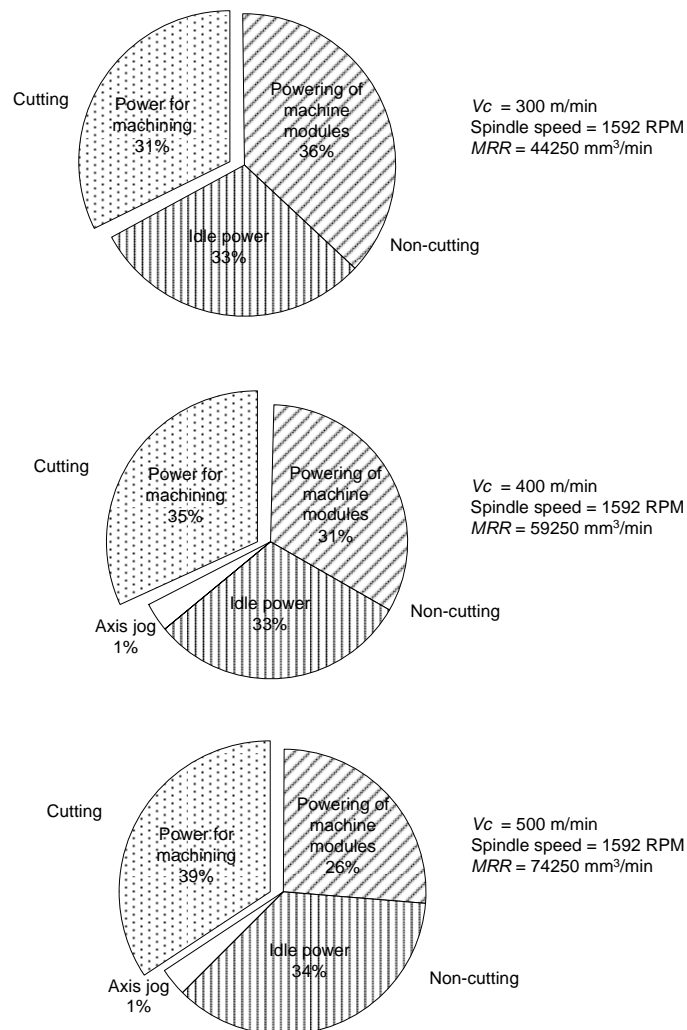 Cutting
Power for
machining
31%
Powering of
machine
modules
36%
Idle power
33%
Non-cutting
Vc = 300 m/min
Spindle speed = 1592 RPM
MRR = 44250 mm³/min
Cutting
Power for
machining
35%
Powering of
machine
modules
31%
Idle power
33%
Axis jog
1%
Non-cutting
Vc = 400 m/min
Spindle speed = 1592 RPM
MRR = 59250 mm³/min
Cutting
Power for
machining
39%
Powering of
machine
modules
26%
Idle power
34%
Axis jog
1%
Non-cutting
Vc = 500 m/min
Spindle speed = 1592 RPM
MRR = 74250 mm³/min